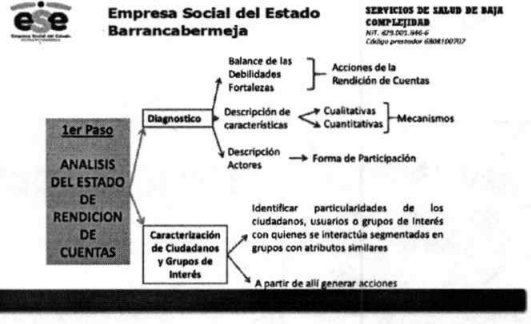 ese
Empresa Social del Estado
Barrancabermeja
SERVICIOS DE SALUD DE BAJA
COMPLEJIDAD
NIT. 829.001.846-6
Código prestador 6808100707
1er Paso
ANALISIS
DEL ESTADO
DE
RENDICION
DE
CUENTAS
Diagnostico
Balance de las
Debilidades
Fortalezas
Acciones de la
Rendición de Cuentas
Descripción de
características
Cualitativas
Cuantitativas
Mecanismos
Descripción
Actores
Forma de Participación
Caracterización
de Ciudadanos
y Grupos de
Interés
Identificar particularidades de los
ciudadanos, usuarios o grupos de Interés
con quienes se interactúa segmentadas en
grupos con atributos similares
A partir de allí generar acciones